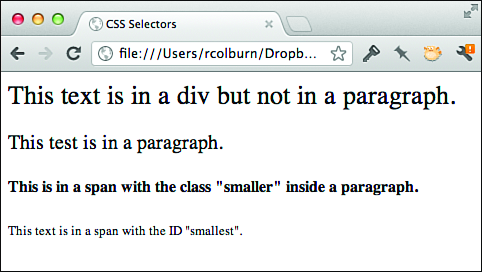 CSS Selectors
file:///Users/rcolburn/Dropb...
This text is in a div but not in a paragraph.
This test is in a paragraph.
This is in a span with the class "smaller" inside a paragraph.
This text is in a span with the ID "smallest".